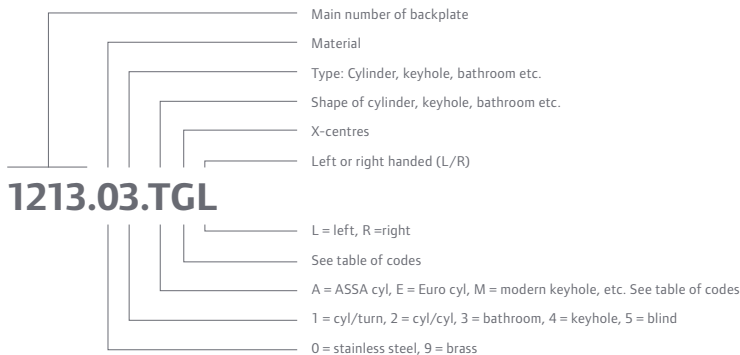 Main number of backplate
Material
Type: Cylinder, keyhole, bathroom etc.
Shape of cylinder, keyhole, bathroom etc.
X-centres
Left or right handed (L/R)
1213.03.TGL
L = left, R =right
See table of codes
A = ASSA cyl, E = Euro cyl, M = modern keyhole, etc. See table of codes
1 = cyl/turn, 2 = cyl/cyl, 3 = bathroom, 4 = keyhole, 5 = blind
0 = stainless steel, 9 = brass